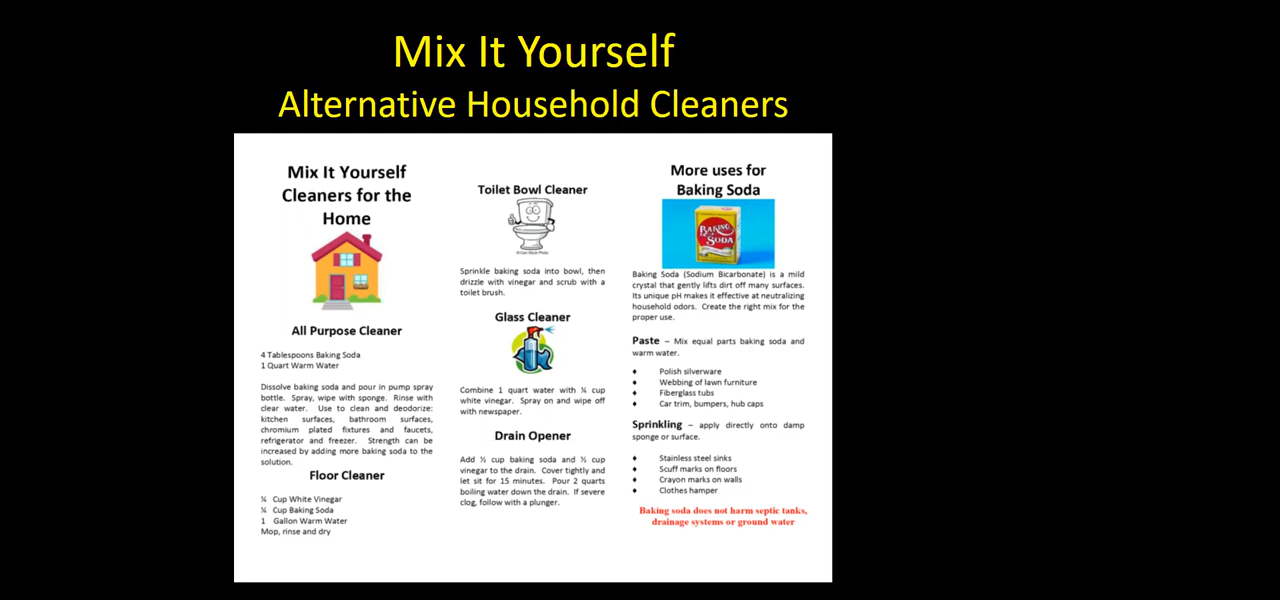 Mix It Yourself
Alternative Household Cleaners
Mix It Yourself
Cleaners for the
Home
All Purpose Cleaner
4 Tablespoons Baking Soda
1 Quart Warm Water
Dissolve baking soda and pour in pump spray
bottle. Spray, wipe with sponge. Rinse with
clear water. Use to clean and deodorize:
kitchen surfaces, bathroom surfaces,
chromium plated fixtures and faucets,
refrigerator and freezer. Strength can be
increased by adding more baking soda to the
solution.
Floor Cleaner
¼ Cup White Vinegar
¼ Cup Baking Soda
1 Gallon Warm Water
Mop, rinse and dry
Toilet Bowl Cleaner
© Can Stock Photo
Sprinkle baking soda into bowl, then
drizzle with vinegar and scrub with a
toilet brush.
Glass Cleaner
Combine 1 quart water with ¼ cup
white vinegar. Spray on and wipe off
with newspaper.
Drain Opener
Add ½ cup baking soda and ½ cup
vinegar to the drain. Cover tightly and
let sit for 15 minutes. Pour 2 quarts
boiling water down the drain. If severe
clog, follow with a plunger.
More uses for
Baking Soda
BAKING
SODA
Baking Soda (Sodium Bicarbonate) is a mild
crystal that gently lifts dirt off many surfaces.
Its unique pH makes it effective at neutralizing
household odors. Create the right mix for the
proper use.
Paste – Mix equal parts baking soda and
warm water.
♦ Polish silverware
♦ Webbing of lawn furniture
♦ Fiberglass tubs
♦ Car trim, bumpers, hub caps
Sprinkling – apply directly onto damp
sponge or surface.
♦ Stainless steel sinks
♦ Scuff marks on floors
♦ Crayon marks on walls
♦ Clothes hamper
Baking soda does not harm septic tanks,
drainage systems or ground water